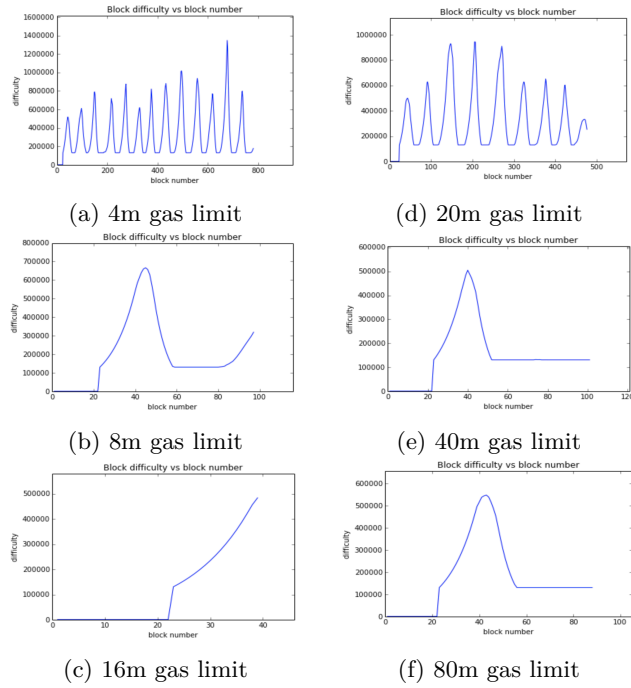 Block difficulty vs block number
1600000
1400000
1200000
1000000
800000
600000
400000
200000
0
difficulty
0 200 400 600 800
block number
(a) 4m gas limit
Block difficulty vs block number
1000000
800000
600000
400000
200000
0
difficulty
0 100 200 300 400 500
block number
(d) 20m gas limit
Block difficulty vs block number
800000
700000
600000
500000
400000
300000
200000
100000
0
difficulty
0 20 40 60 80 100
block number
(b) 8m gas limit
Block difficulty vs block number
600000
500000
400000
300000
200000
100000
0
difficulty
0 20 40 60 80 100 120
block number
(e) 40m gas limit
Block difficulty vs block number
500000
400000
300000
200000
100000
0
difficulty
0 10 20 30 40
block number
(c) 16m gas limit
Block difficulty vs block number
600000
500000
400000
300000
200000
100000
0
difficulty
0 20 40 60 80 100
block number
(f) 80m gas limit